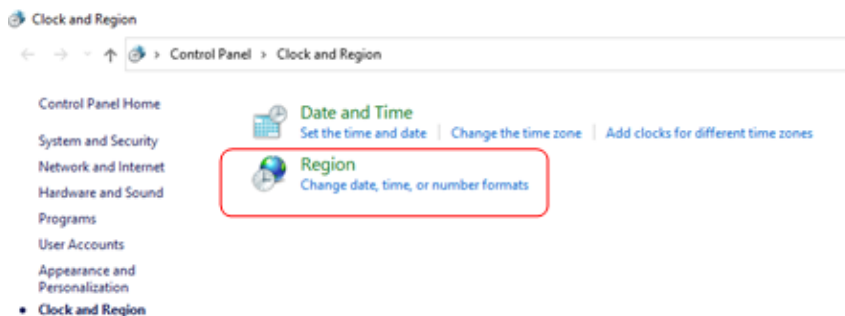 Clock and Region
Control Panel > Clock and Region
Control Panel Home
System and Security
Network and Internet
Hardware and Sound
Programs
User Accounts
Appearance and
Personalization
Clock and Region
Date and Time
Set the time and date | Change the time zone | Add clocks for different time zones
Region
Change date, time, or number formats